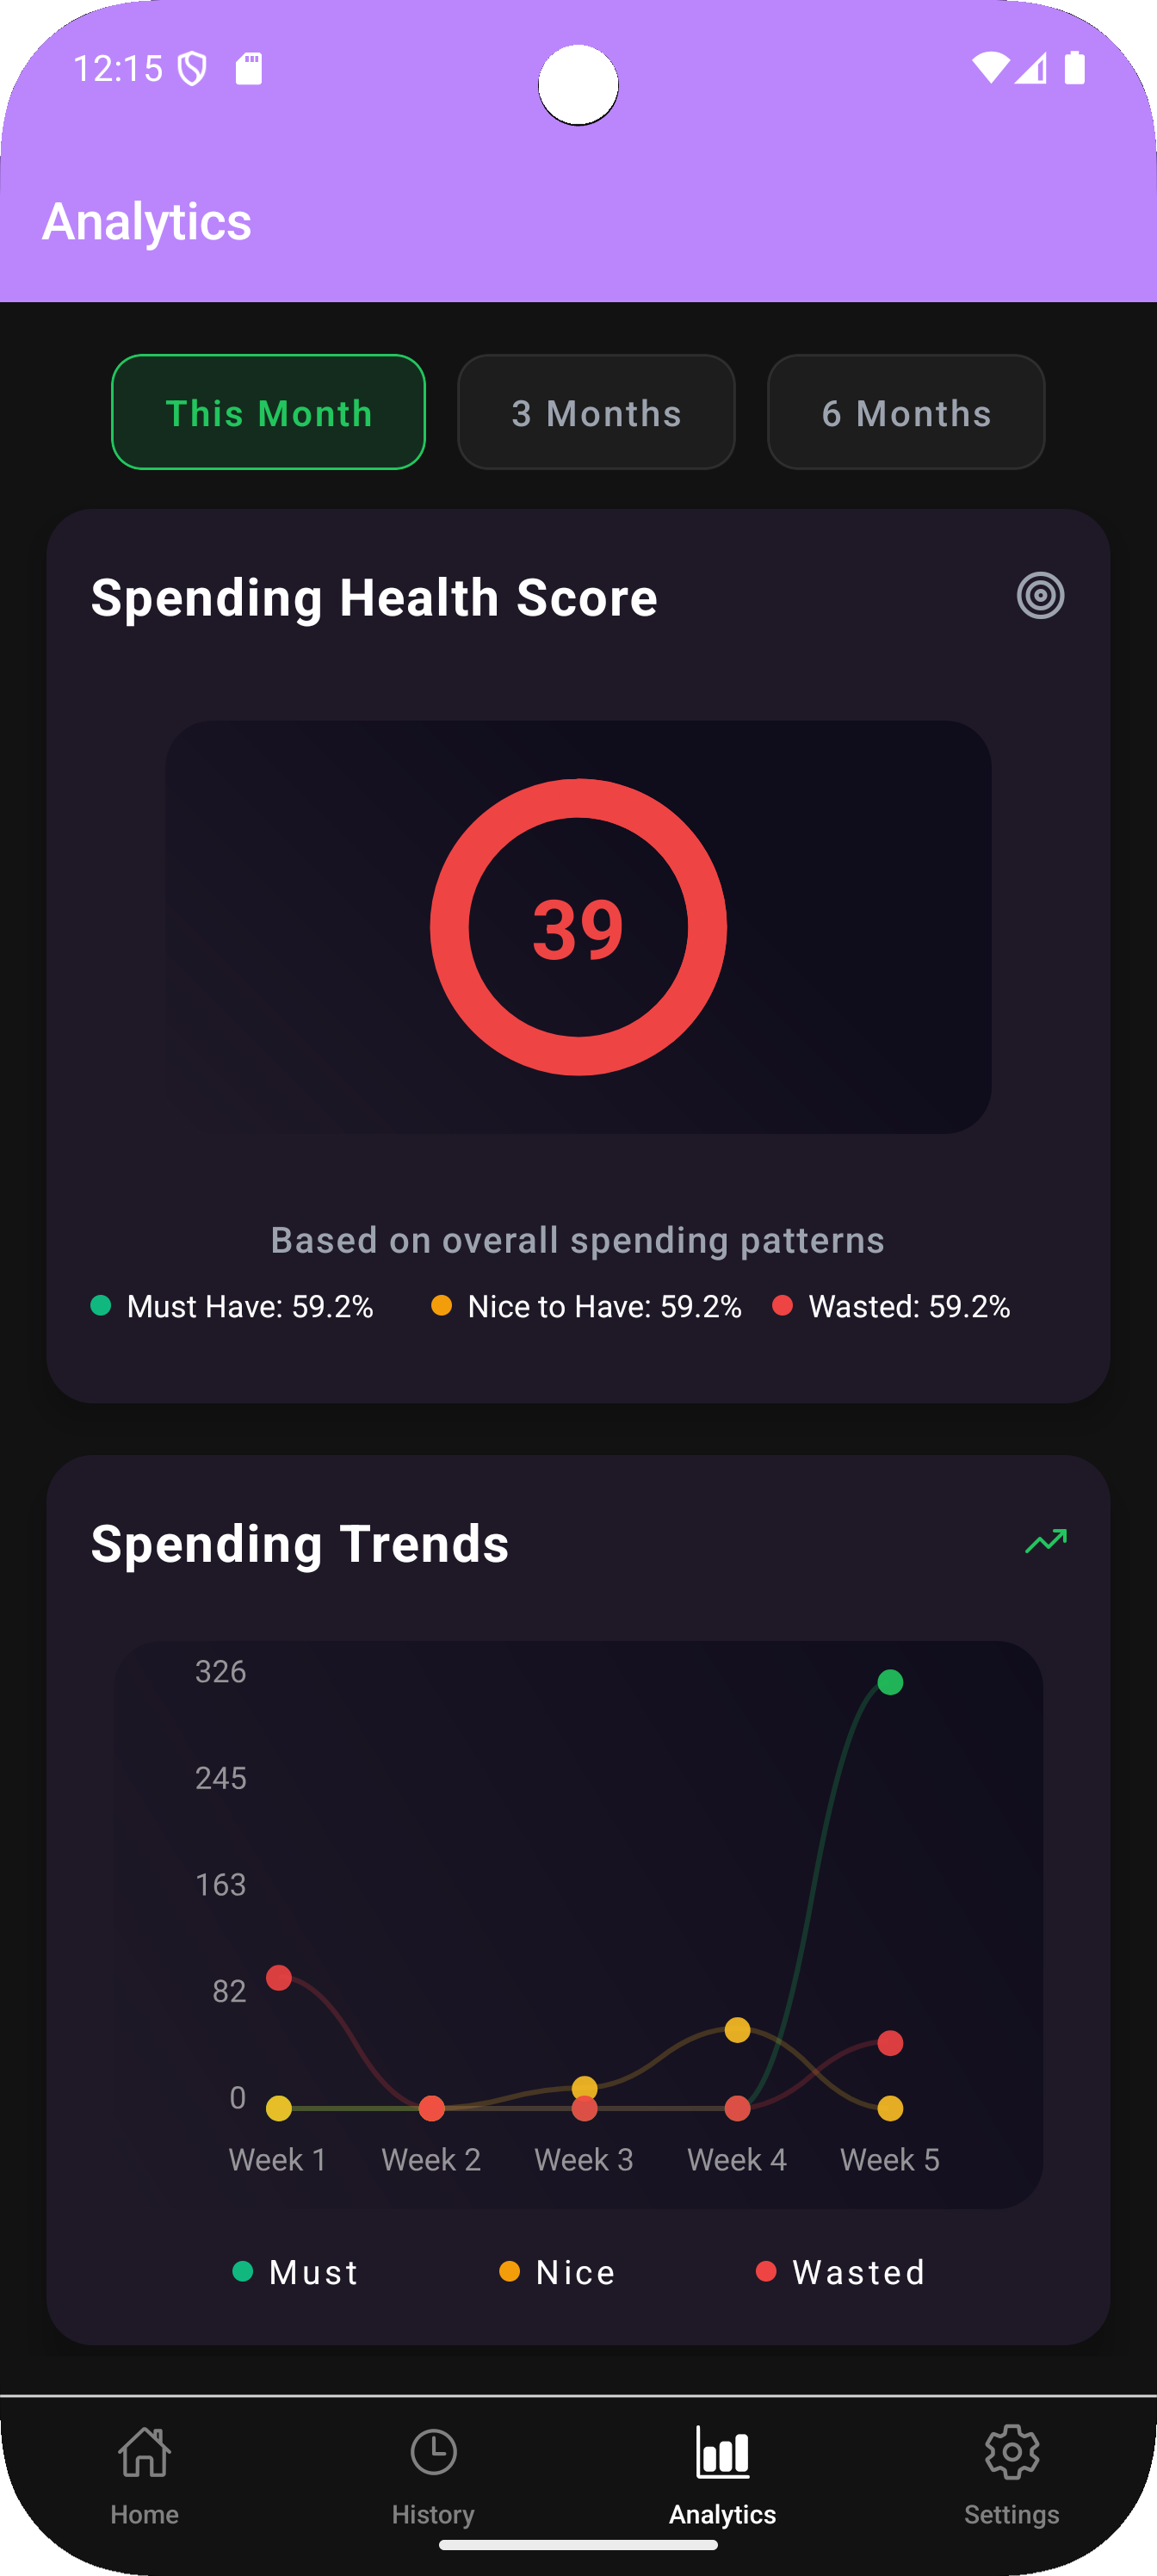 12:15
Analytics
This Month 3 Months 6 Months
Spending Health Score
39
Based on overall spending patterns
Must Have: 59.2% Nice to Have: 59.2% Wasted: 59.2%
Spending Trends
326
245
163
82
0
Week 1 Week 2 Week 3 Week 4 Week 5
Must Nice Wasted
Home History Analytics Settings